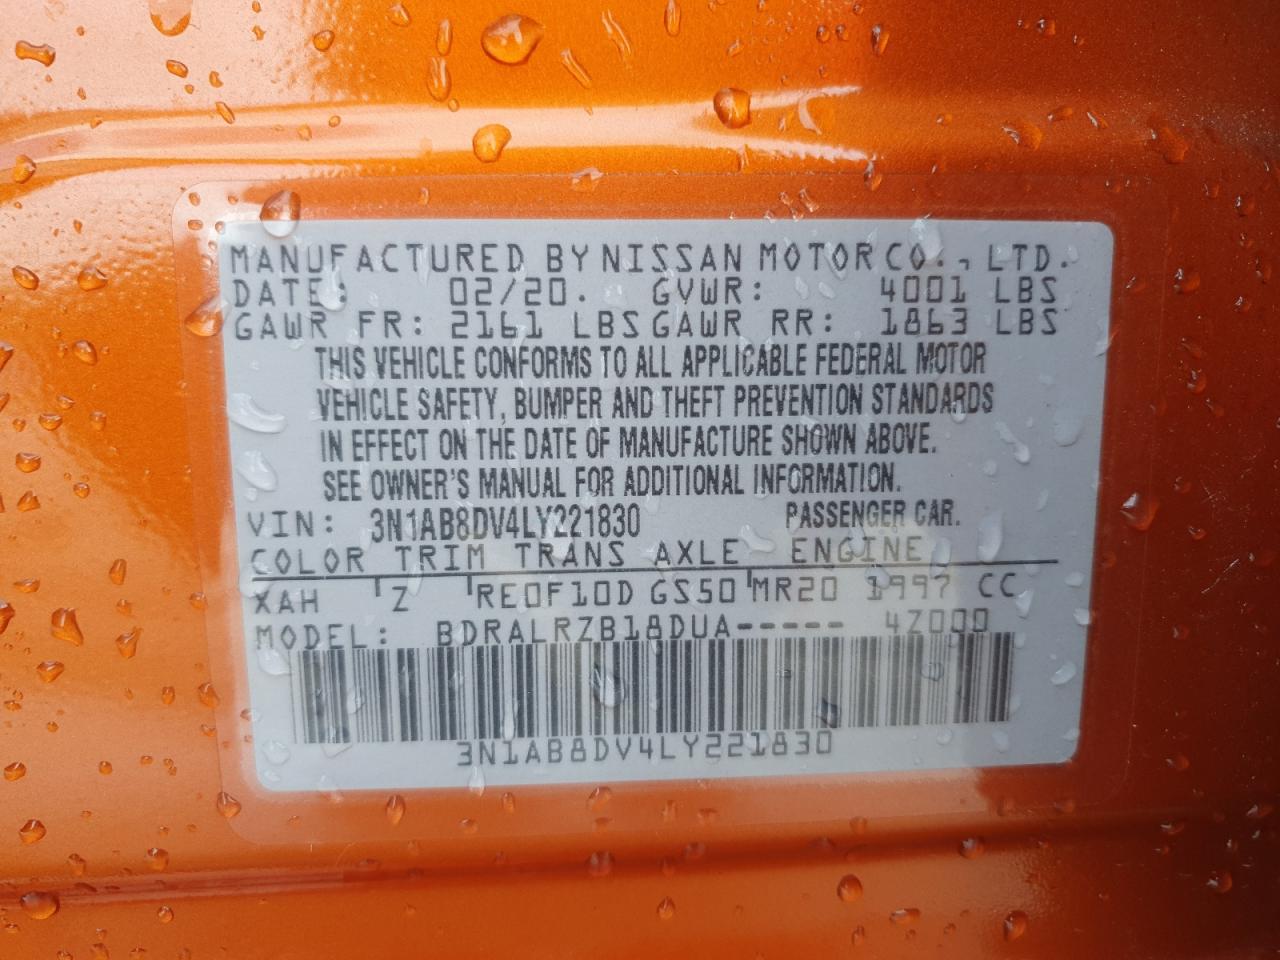 MANUFACTURED BY NISSAN MOTOR CO., LTD.
DATE: 02/20. GVWR: 4001 LBS
GAWR FR: 2161 LBS GAWR RR: 1863 LBS
THIS VEHICLE CONFORMS TO ALL APPLICABLE FEDERAL MOTOR
VEHICLE SAFETY, BUMPER AND THEFT PREVENTION STANDARDS
IN EFFECT ON THE DATE OF MANUFACTURE SHOWN ABOVE.
SEE OWNER'S MANUAL FOR ADDITIONAL INFORMATION.
VIN: 3N1AB8DV4LY221830 PASSENGER CAR.
COLOR TRIM TRANS AXLE ENGINE
XAH Z RE0F10D GS50 MR20 1997 CC
MODEL: BDRALRZB18DUA----- 4Z000
3N1AB8DV4LY221830